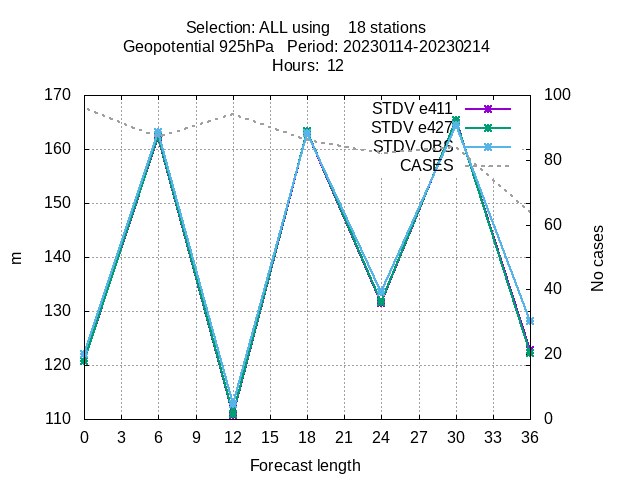 Selection: ALL using    18 stations
Geopotential 925hPa   Period: 20230114-20230214
Hours:  12
170
160
150
140
130
120
110
m
STDV e411
STDV e427
STDV OBS
CASES
100
80
60
40
20
0
No cases
0 3 6 9 12 15 18 21 24 27 30 33 36
Forecast length